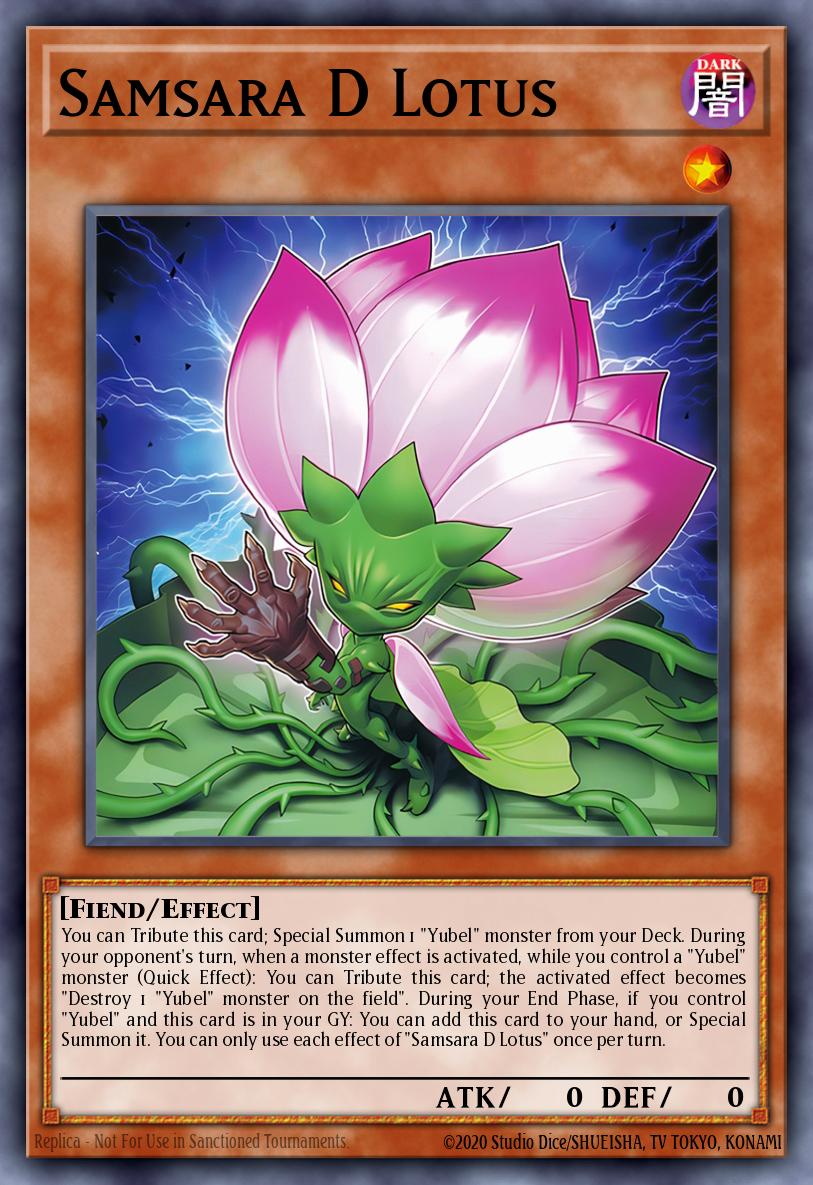 Samsara D Lotus
DARK
闇
[Fiend/Effect]
You can Tribute this card; Special Summon 1 "Yubel" monster from your Deck. During
your opponent's turn, when a monster effect is activated, while you control a "Yubel"
monster (Quick Effect): You can Tribute this card; the activated effect becomes
"Destroy 1 "Yubel" monster on the field". During your End Phase, if you control
"Yubel" and this card is in your GY: You can add this card to your hand, or Special
Summon it. You can only use each effect of "Samsara D Lotus" once per turn.
ATK/ 0 DEF/ 0
Replica - Not For Use in Sanctioned Tournaments.
©2020 Studio Dice/SHUEISHA, TV TOKYO, KONAMI